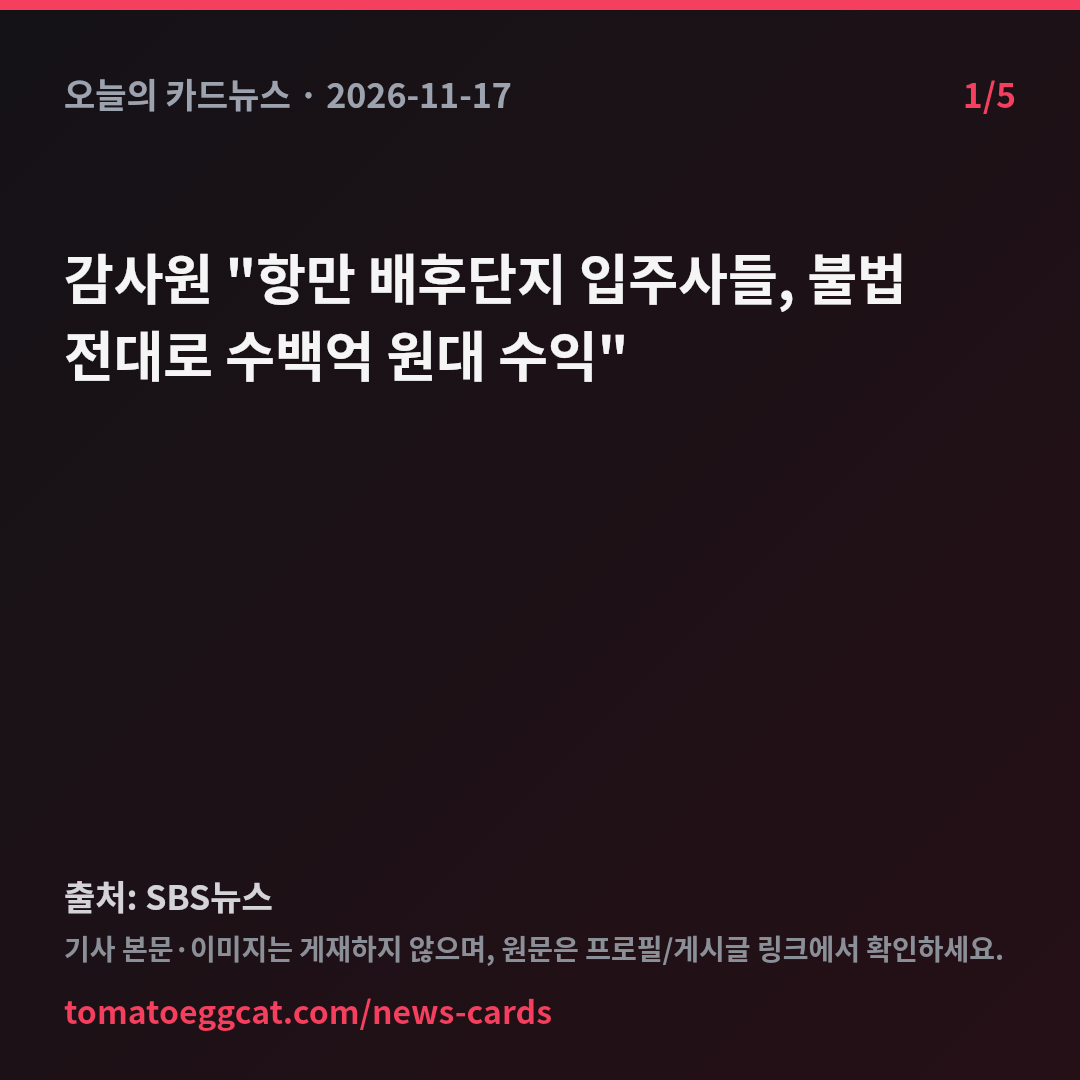 오늘의 카드뉴스 · 2026-11-17
1/5
감사원 "항만 배후단지 입주사들, 불법
전대로 수백억 원대 수익"
출처: SBS뉴스
기사 본문·이미지는 게재하지 않으며, 원문은 프로필/게시글 링크에서 확인하세요.
tomatoeggcat.com/news-cards